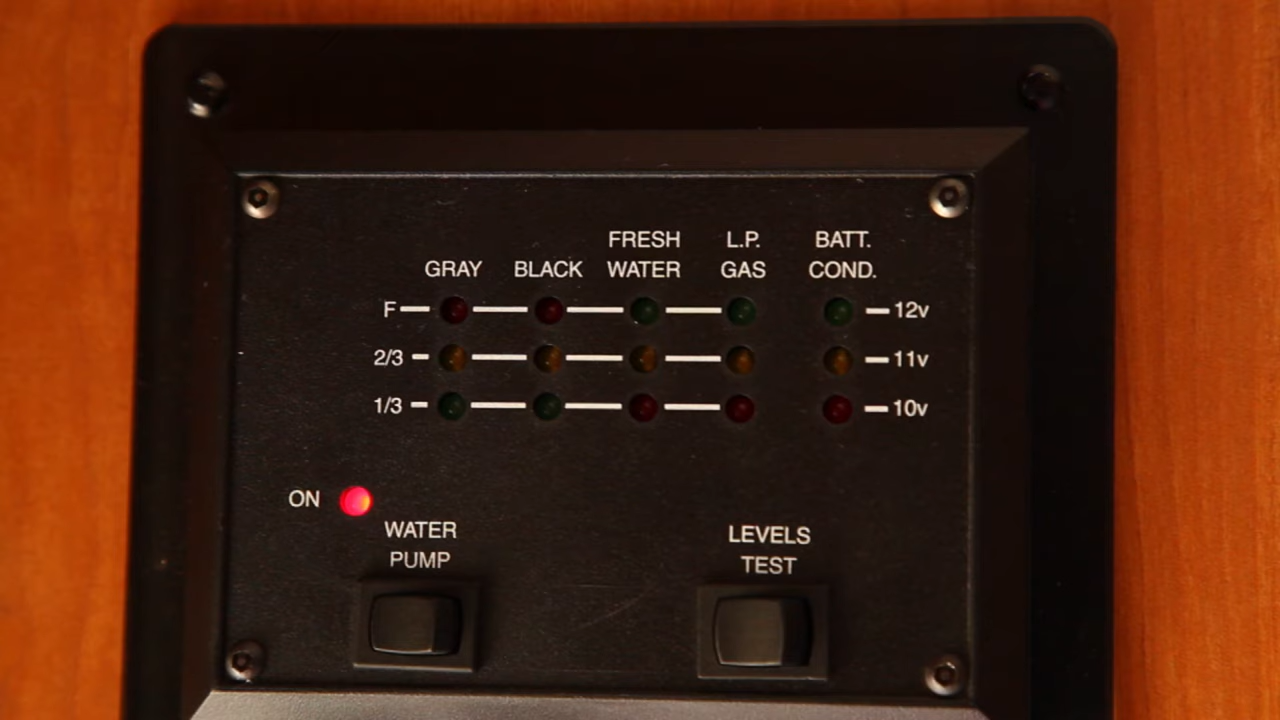 FRESH L.P. BATT.
GRAY BLACK WATER GAS COND.
F 12v
2/3 11v
1/3 10v
ON
WATER
PUMP
LEVELS
TEST